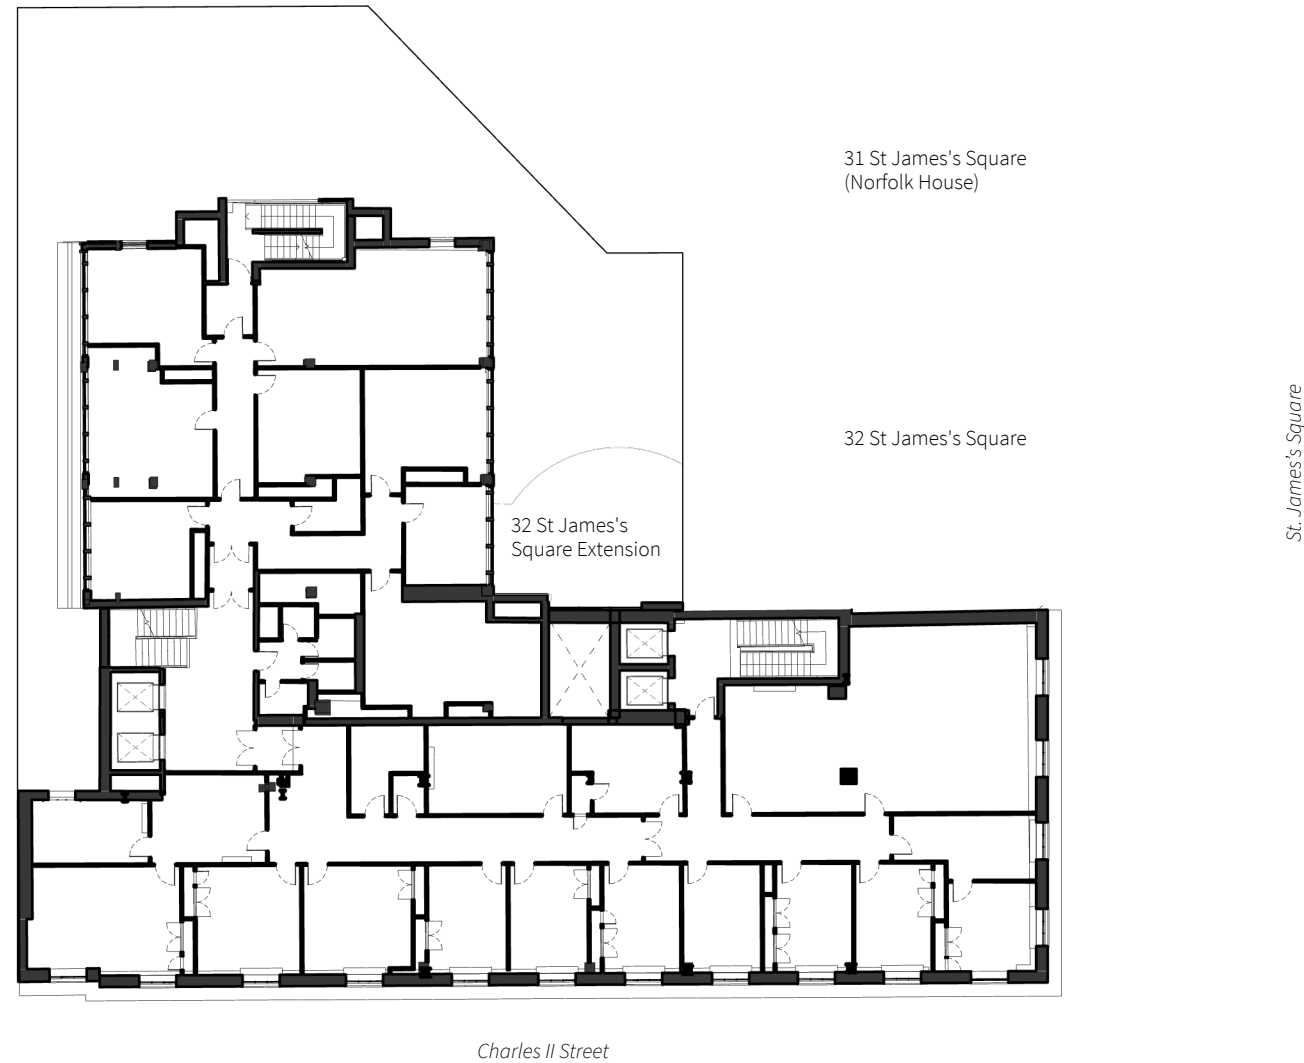 31 St James's Square
(Norfolk House)
32 St James's Square
St. James's Square
32 St James's
Square Extension
Charles II Street